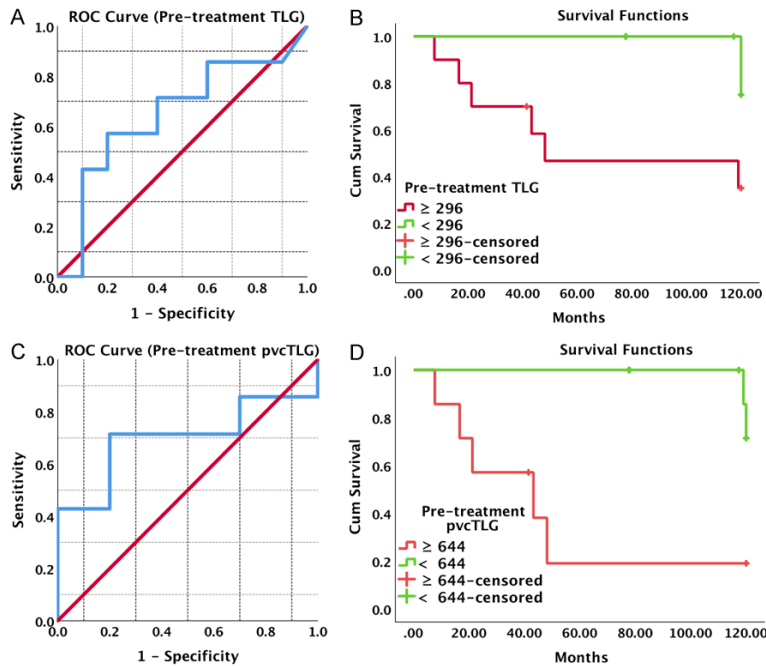 A
ROC Curve (Pre-treatment TLG)
1.0
0.8
0.6
0.4
0.2
0.0
Sensitivity
0.0 0.2 0.4 0.6 0.8 1.0
1 - Specificity
B
Survival Functions
1.0
0.8
0.6
0.4
0.2
0.0
Cum Survival
Pre-treatment TLG
≥ 296
< 296
≥ 296-censored
< 296-censored
.00 20.00 40.00 60.00 80.00 100.00 120.00
Months
C
ROC Curve (Pre-treatment pvcTLG)
1.0
0.8
0.6
0.4
0.2
0.0
Sensitivity
0.0 0.2 0.4 0.6 0.8 1.0
1 - Specificity
D
Survival Functions
1.0
0.8
0.6
0.4
0.2
0.0
Cum Survival
Pre-treatment
pvcTLG
≥ 644
< 644
≥ 644-censored
< 644-censored
.00 20.00 40.00 60.00 80.00 100.00 120.00
Months